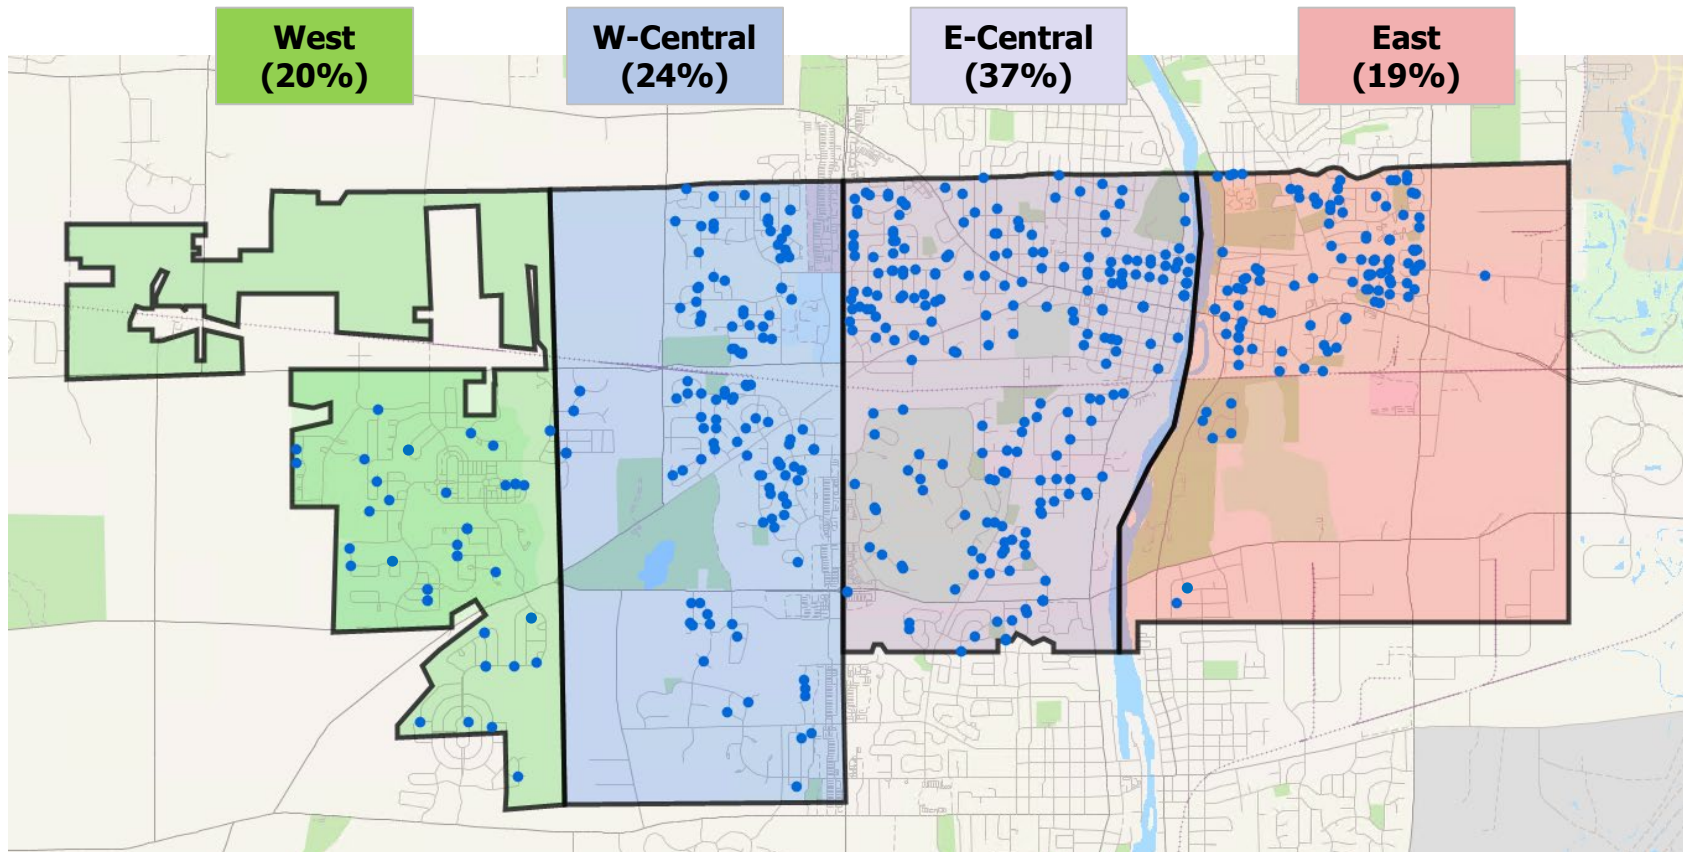 West
(20%)
W-Central
(24%)
E-Central
(37%)
East
(19%)